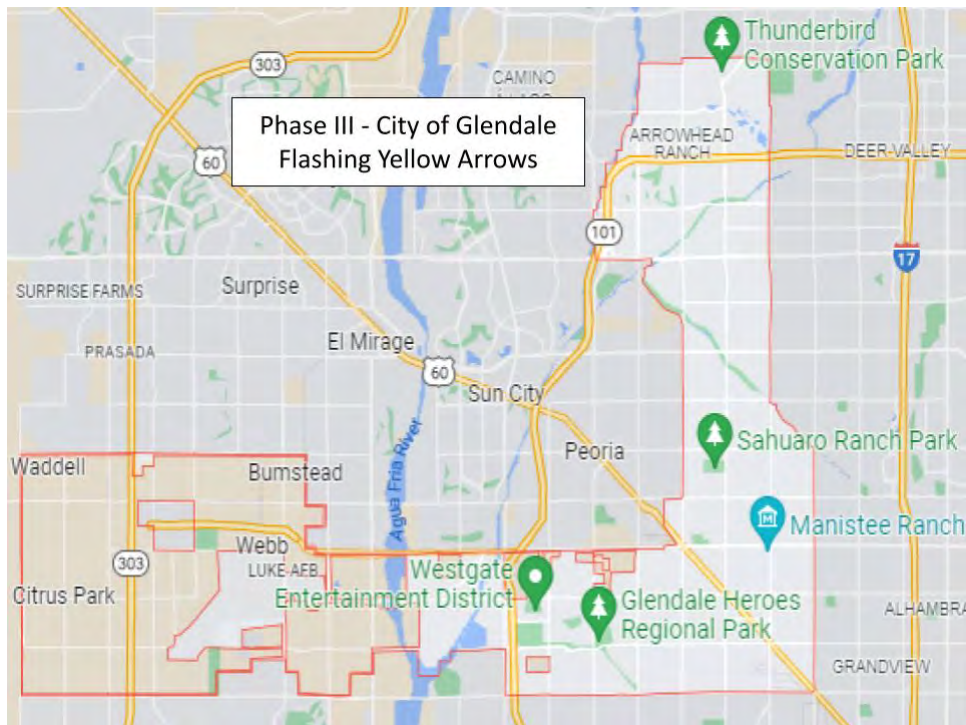 Thunderbird
Conservation Park
303
CAMINO
Phase III - City of Glendale
Flashing Yellow Arrows
ARROWHEAD
RANCH
DEER-VALLEY
60
101
17
SURPRISE FARMS
Surprise
El Mirage
PRASADA
60
Sun City
Peoria
Sahuaro Ranch Park
Waddell
Bumstead
Agua Fria River
Manistee Ranch
Webb
303
LUKE AFB
Westgate
Entertainment District
Citrus Park
Glendale Heroes
Regional Park
ALHAMBRA
GRANDVIEW